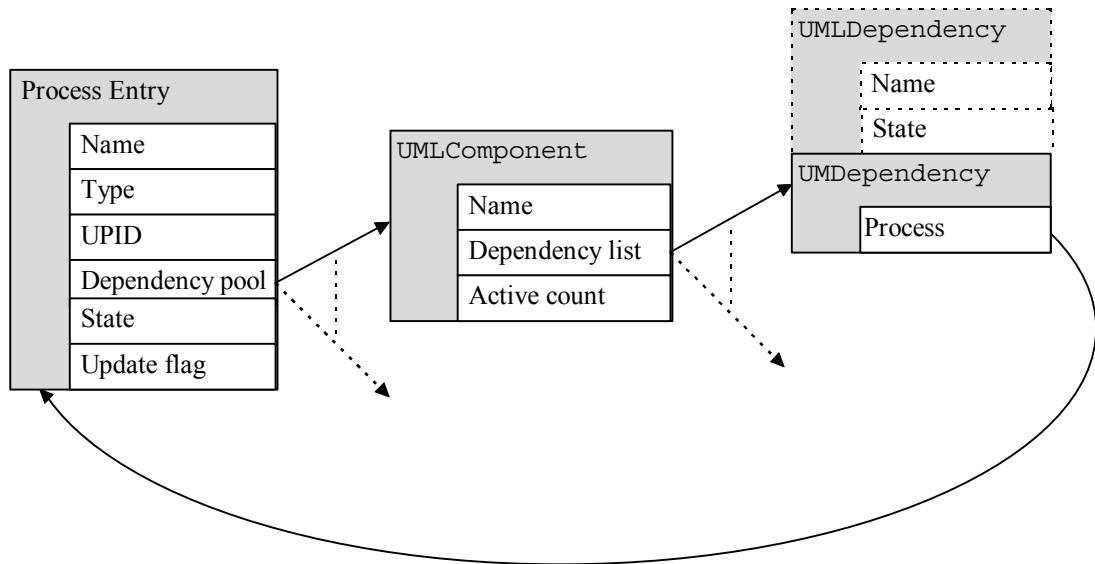 Process Entry
Name
Type
UPID
Dependency pool
State
Update flag
UMLComponent
Name
Dependency list
Active count
UMLDependency
Name
State
UMDependency
Process